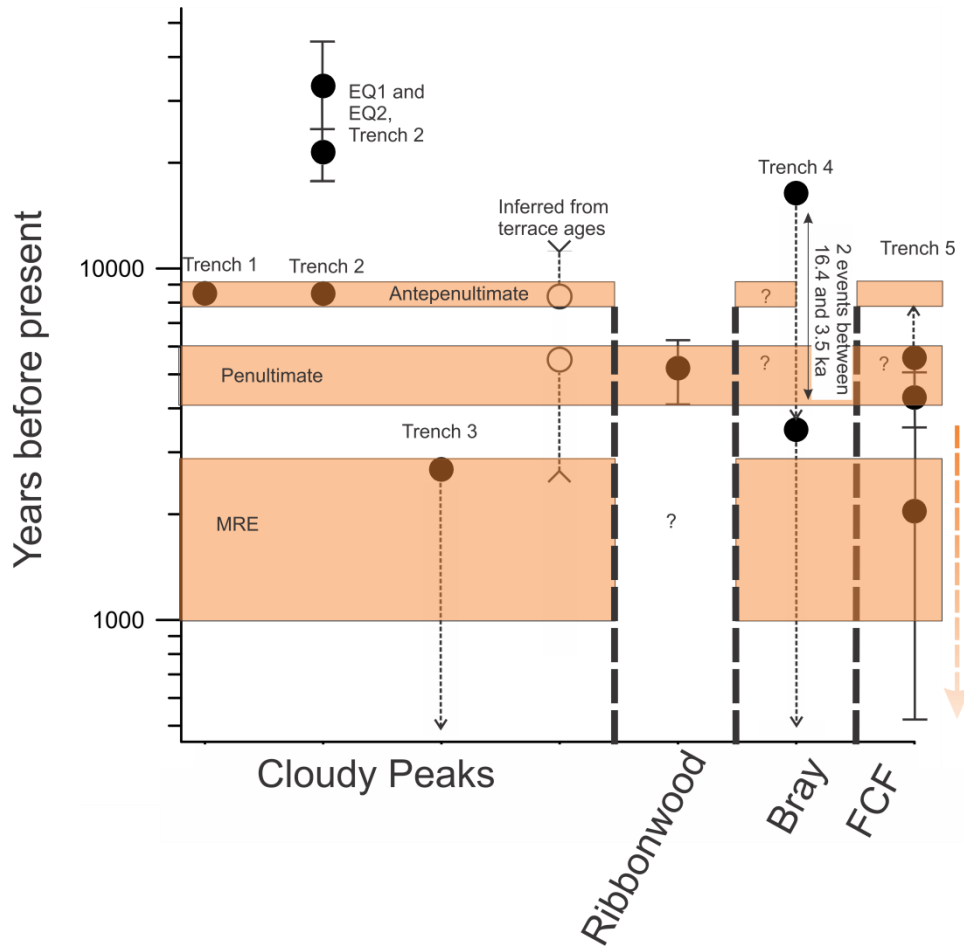 EQ1 and
EQ2,
Trench 2
Trench 4
Inferred from
terrace ages
Trench 5
10000
Trench 1
Trench 2
Antepenultimate
?
2 events between
16.4 and 3.5 ka
Penultimate
?
?
Trench 3
MRE
?
1000
Years before present
Cloudy Peaks
Ribbonwood
Bray
FCF